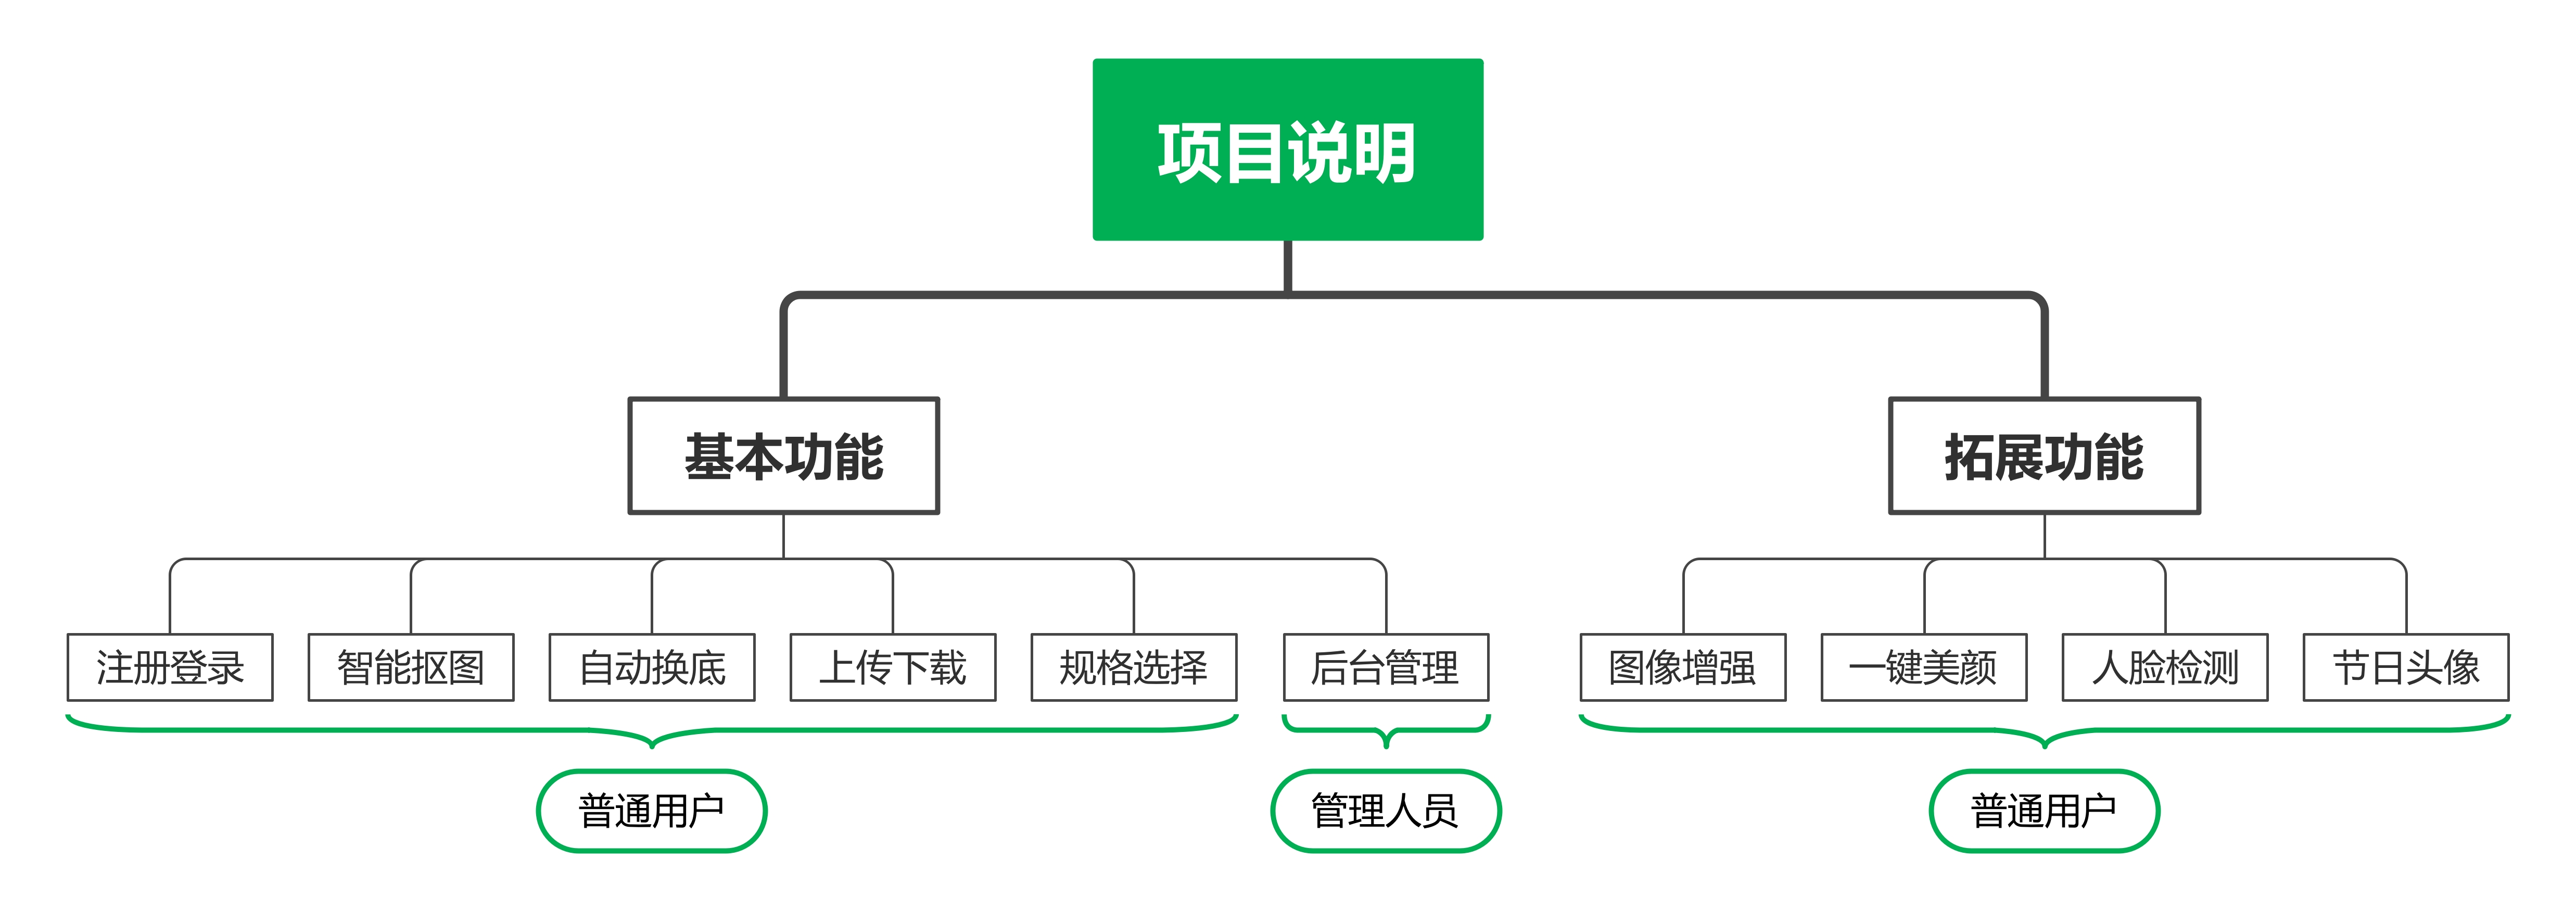 项目说明
基本功能
拓展功能
注册登录
智能抠图
自动换底
上传下载
规格选择
后台管理
图像增强
一键美颜
人脸检测
节日头像
普通用户
管理人员
普通用户